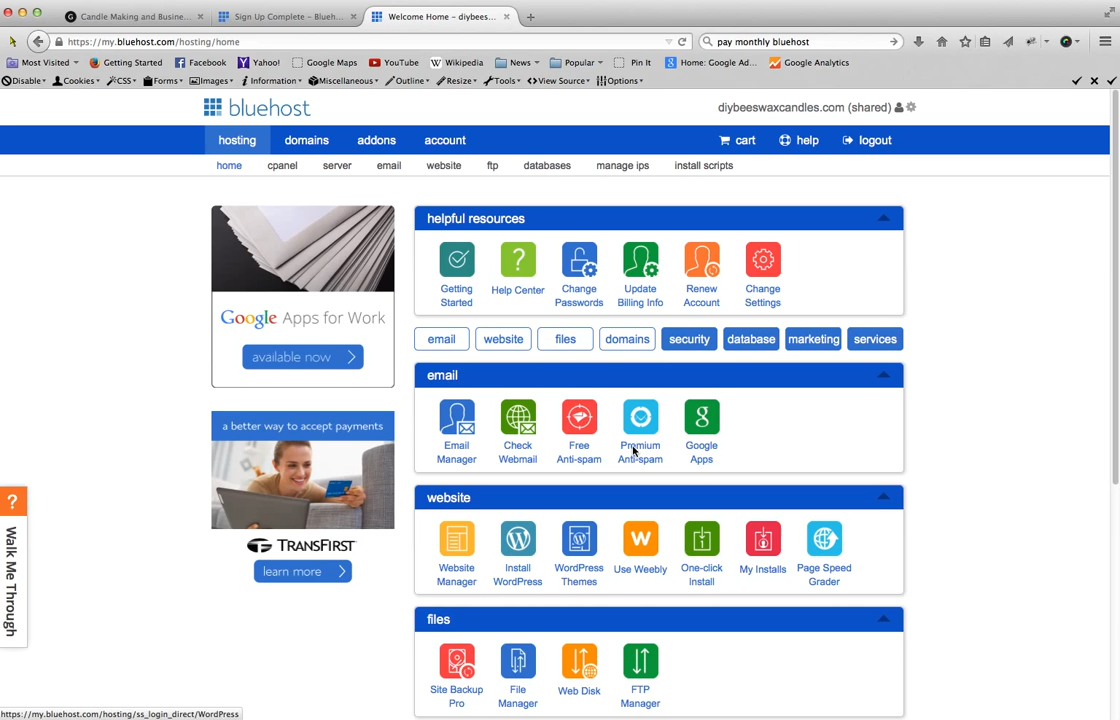 Candle Making and Busine...
Sign Up Complete – Blueh...
Welcome Home – diybees...
https://my.bluehost.com/hosting/home
pay monthly bluehost
Most Visited
Getting Started
Facebook
Yahoo!
Google Maps
YouTube
Wikipedia
News
Popular
Pin It
Home: Google Ad...
Google Analytics
Disable
Cookies
CSS
Forms
Images
Information
Miscellaneous
Outline
Resize
Tools
View Source
Options
bluehost
diybeeswaxcandles.com (shared)
hosting
domains
addons
account
cart
help
logout
home
cpanel
server
email
website
ftp
databases
manage ips
install scripts
Google Apps for Work
available now
a better way to accept payments
TRANSFIRST
learn more
helpful resources
Getting
Started
Help Center
Change
Passwords
Update
Billing Info
Renew
Account
Change
Settings
email
website
files
domains
security
database
marketing
services
email
Email
Manager
Check
Webmail
Free
Anti-spam
Premium
Anti-spam
Google
Apps
website
Website
Manager
Install
WordPress
WordPress
Themes
Use Weebly
One-click
Install
My Installs
Page Speed
Grader
files
Site Backup
Pro
File
Manager
Web Disk
FTP
Manager
?
Walk Me Through
https://my.bluehost.com/hosting/ss_login_direct/WordPress